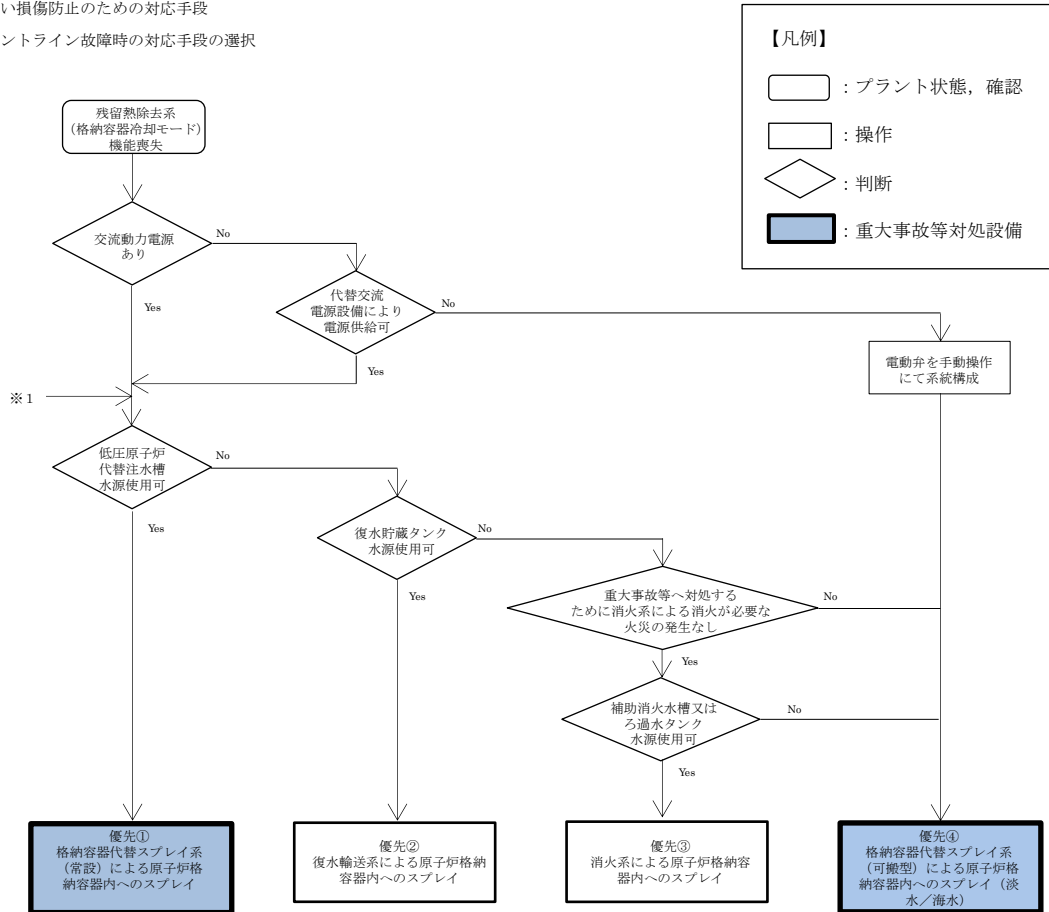 い損傷防止のための対応手段
ントライン故障時の対応手段の選択
【凡例】
：プラント状態，確認
：操作
：判断
：重大事故等対処設備
残留熱除去系
（格納容器冷却モード）
機能喪失
交流動力電源
あり
No
Yes
代替交流
電源設備により
電源供給可
No
Yes
電動弁を手動操作
にて系統構成
※1
低圧原子炉
代替注水槽
水源使用可
No
Yes
復水貯蔵タンク
水源使用可
No
Yes
重大事故等へ対処する
ために消火系による消火が必要な
火災の発生なし
No
Yes
補助消火水槽又は
ろ過水タンク
水源使用可
No
Yes
優先①
格納容器代替スプレイ系
（常設）による原子炉格
納容器内へのスプレイ
優先②
復水輸送系による原子炉格納
容器内へのスプレイ
優先③
消火系による原子炉格納容
器内へのスプレイ
優先④
格納容器代替スプレイ系
（可搬型）による原子炉格
納容器内へのスプレイ（淡
水／海水）